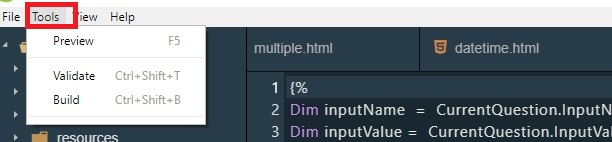 File Tools View Help
Preview F5
Validate Ctrl+Shift+T
Build Ctrl+Shift+B
resources
multiple.html datetime.html
1 {%
2 Dim inputName = CurrentQuestion.InputN
3 Dim inputValue = CurrentQuestion.InputVal